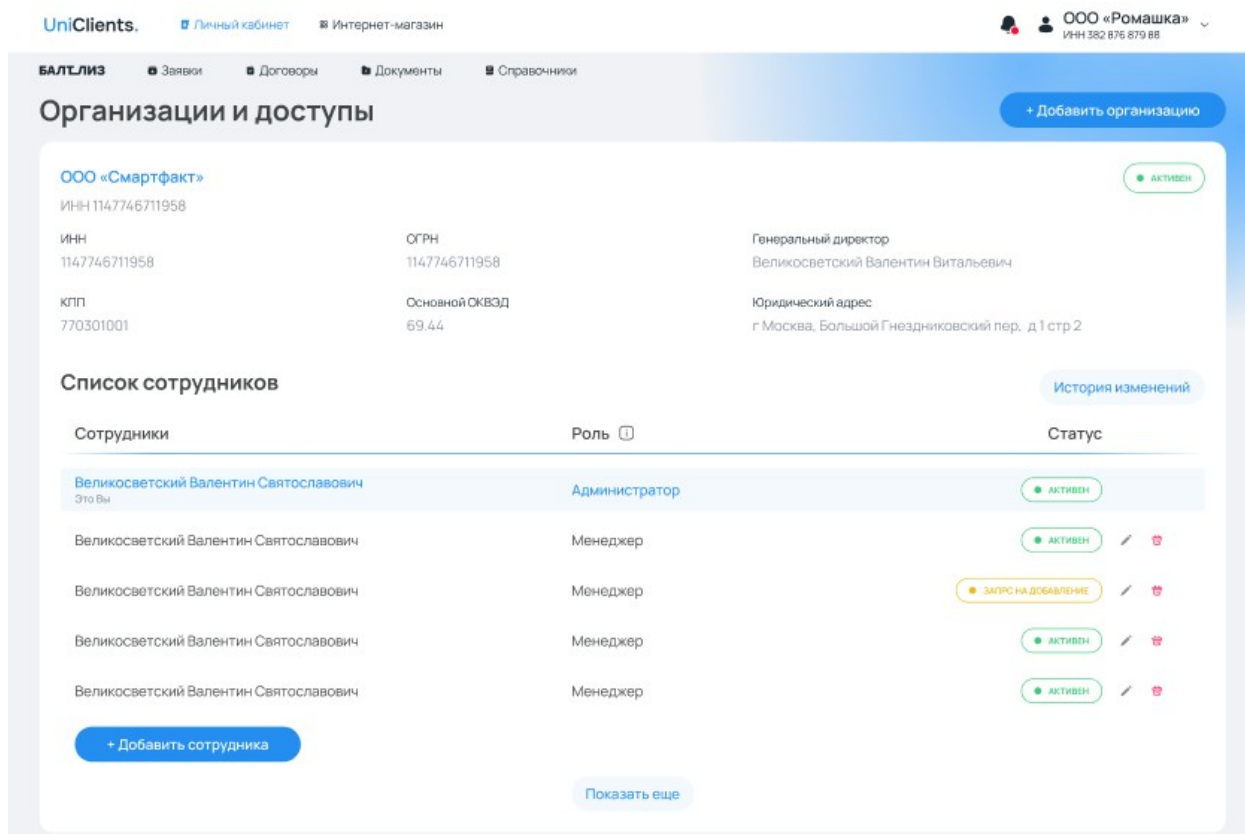 UniClients. Личный кабинет Интернет-магазин ООО «Ромашка»
ИНН 382 876 879 88
БАЛТЛИЗ Заявки Договоры Документы Справочники
Организации и доступы + Добавить организацию
ООО «Смартфакт» АКТИВЕН
ИНН 1147746711958
ИНН ОГРН Генеральный директор
1147746711958 1147746711958 Великосветский Валентин Витальевич
КПП Основной ОКВЭД Юридический адрес
770301001 69.44 г Москва, Большой Гнездниковский пер, д 1 стр 2
Список сотрудников История изменений
Сотрудники Роль Статус
Великосветский Валентин Святославович Администратор АКТИВЕН
Это Вы
Великосветский Валентин Святославович Менеджер АКТИВЕН
Великосветский Валентин Святославович Менеджер ЗАПРС НА ДОБАВЛЕНИЕ
Великосветский Валентин Святославович Менеджер АКТИВЕН
Великосветский Валентин Святославович Менеджер АКТИВЕН
+ Добавить сотрудника
Показать еще